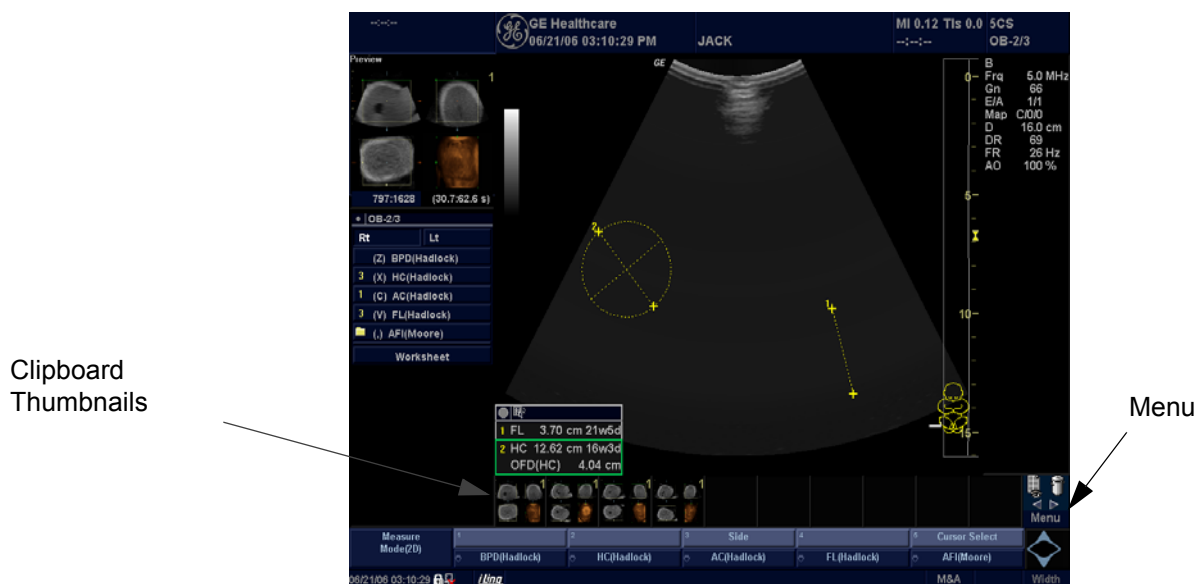 --:--:--
GE Healthcare
06/21/06 03:10:29 PM
JACK
MI 0.12 TIs 0.0
--:--:--
5CS
OB-2/3
Preview
1
797:1628 (30.7:62.6 s)
OB-2/3
Rt Lt
(Z) BPD(Hadlock)
3 (X) HC(Hadlock)
1 (C) AC(Hadlock)
3 (V) FL(Hadlock)
(,) AFI(Moore)
Worksheet
GE
2
1
0
5
10
15
B
Frq 5.0 MHz
Gn 66
E/A 1/1
Map C/0/0
D 16.0 cm
DR 69
FR 26 Hz
AO 100 %
Clipboard
Thumbnails
Menu
1 FL 3.70 cm 21w5d
2 HC 12.62 cm 16w3d
OFD(HC) 4.04 cm
1 1 1 1
Menu
Measure
Mode(2D)
1 2 3 Side 4 5 Cursor Select
BPD(Hadlock) HC(Hadlock) AC(Hadlock) FL(Hadlock) AFI(Moore)
06/21/06 03:10:29
M&A Width